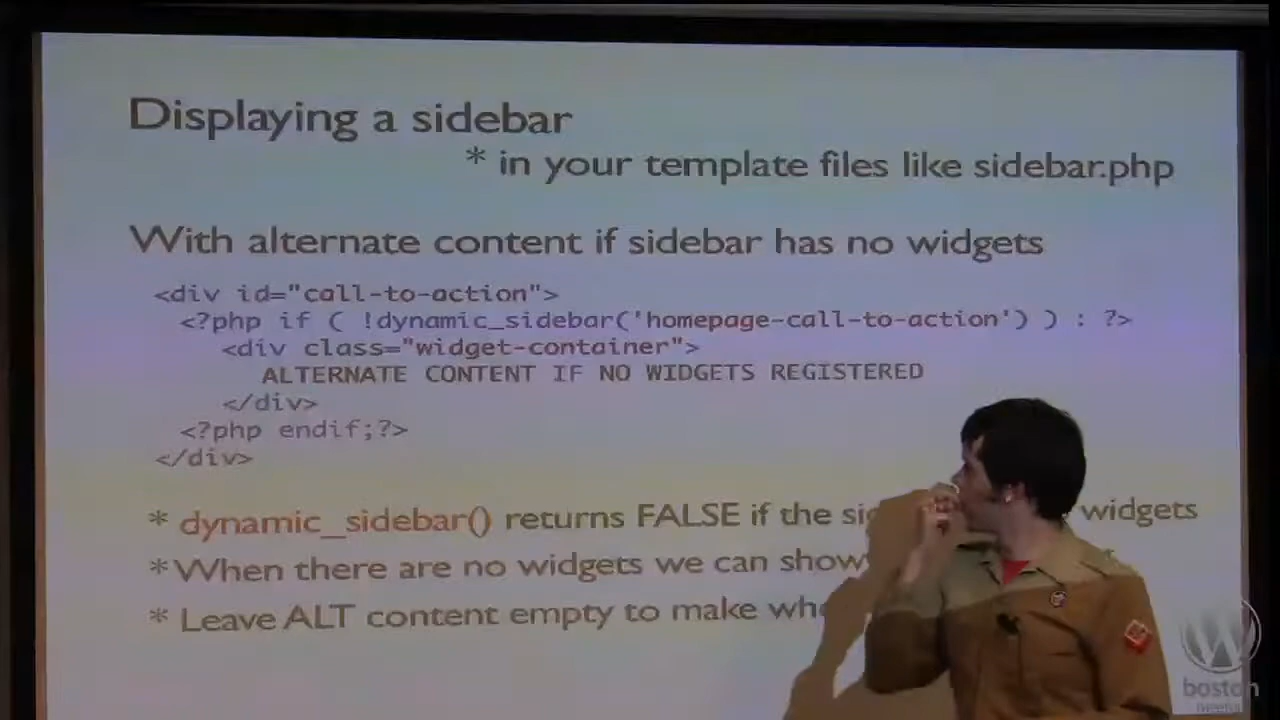 Displaying a sidebar
* in your template files like sidebar.php
With alternate content if sidebar has no widgets
<div id="call-to-action">
<?php if ( !dynamic_sidebar('homepage-call-to-action') ) : ?>
<div class="widget-container">
ALTERNATE CONTENT IF NO WIDGETS REGISTERED
</div>
<?php endif;?>
</div>
* dynamic_sidebar() returns FALSE if the widgets
* When there are no widgets we can show
* Leave ALT content empty to make
W
boston